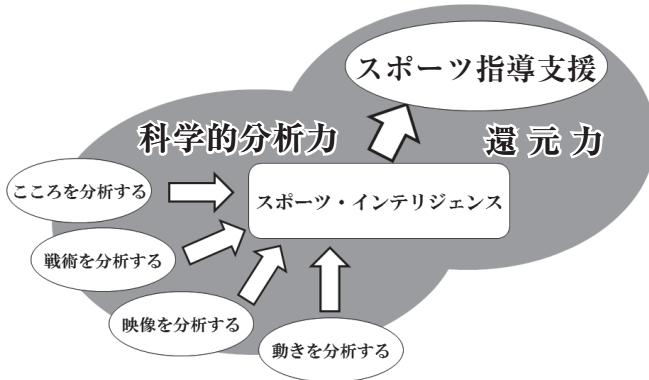 スポーツ指導支援
科学的分析力
還元力
こころを分析する
スポーツ・インテリジェンス
戦術を分析する
映像を分析する
動きを分析する